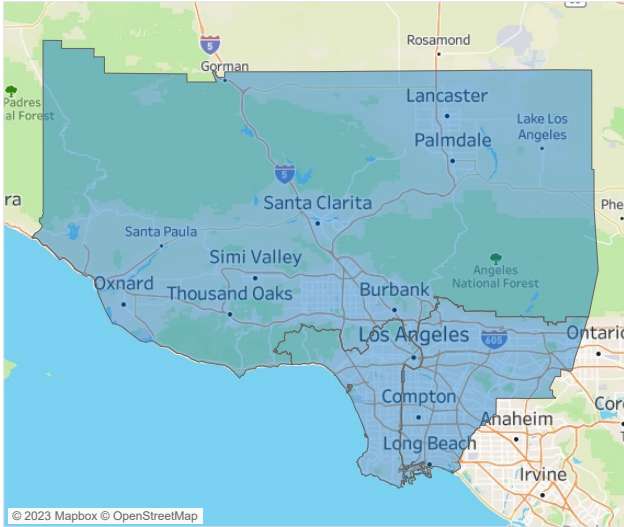 5
Rosamond
Gorman
Padres
al Forest
Lancaster
Lake Los
Angeles
Palmdale
5
ra
Santa Clarita
Phe
Santa Paula
Simi Valley
Angeles
National Forest
Oxnard
Thousand Oaks
Burbank
Los Angeles
605
Ontario
Compton
Cor
Anaheim
Long Beach
Irvine
© 2023 Mapbox © OpenStreetMap